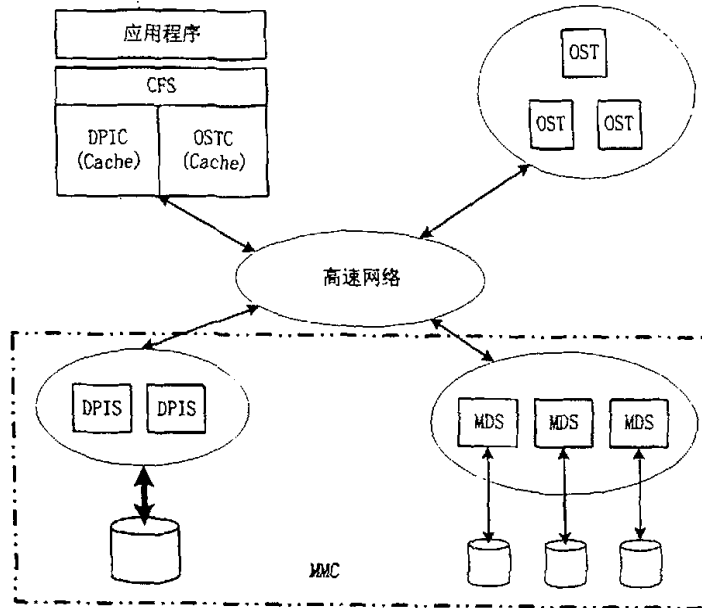 应用程序
CFS
DPIC
(Cache)
OSTC
(Cache)
OST
OST
OST
高速网络
DPIS
DPIS
MDS
MDS
MDS
MMC